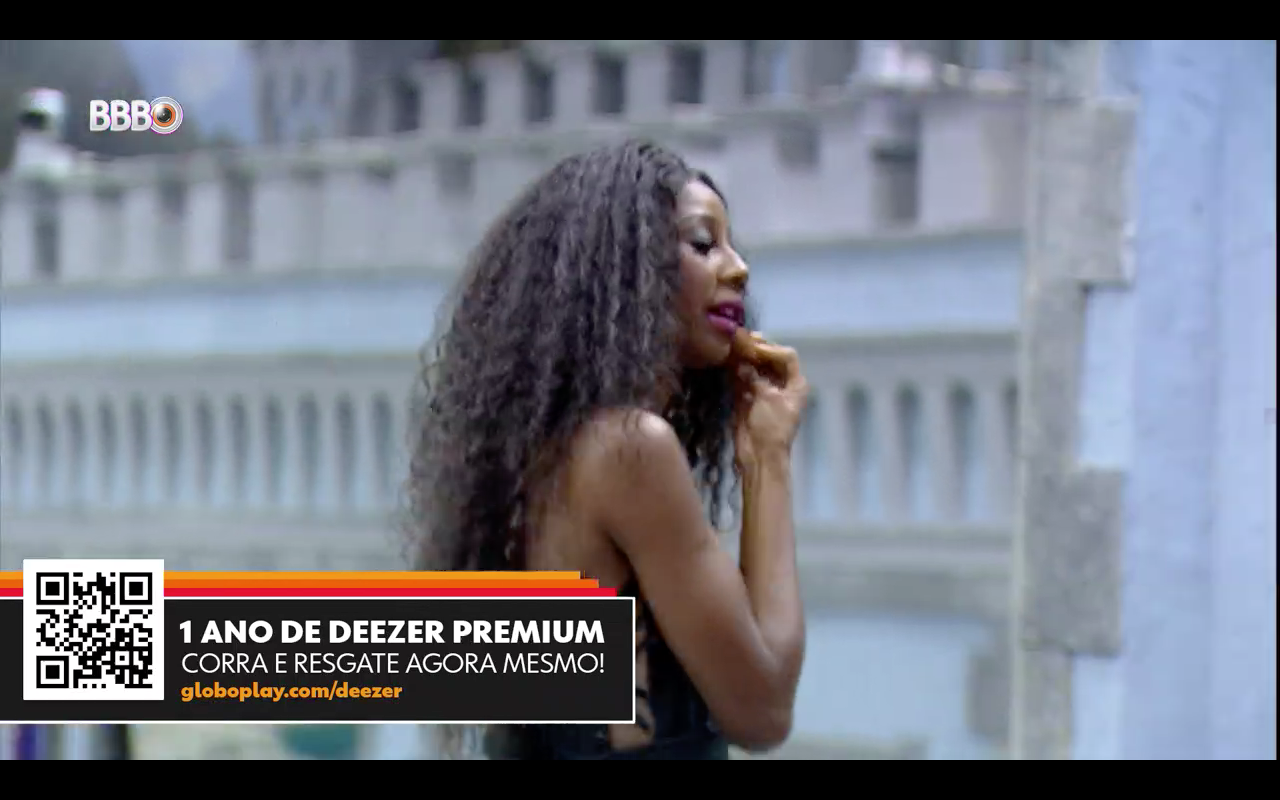 BBB
1 ANO DE DEEZER PREMIUM
CORRA E RESGATE AGORA MESMO!
globoplay.com/deezer